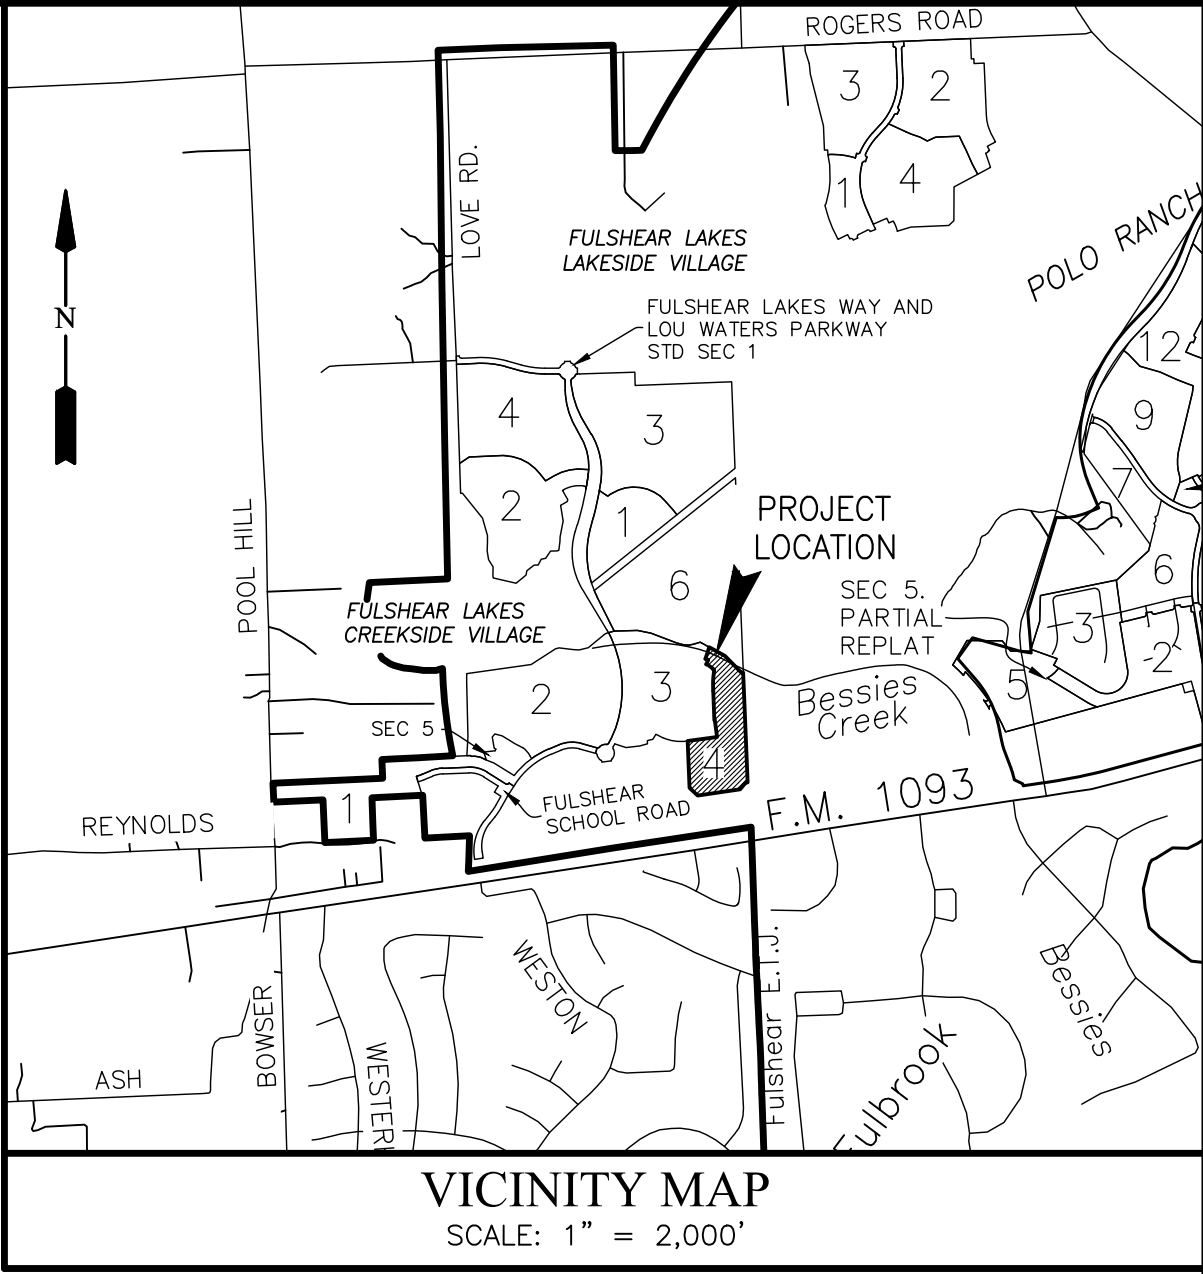 ROGERS ROAD
3
2
1
4
LOVE RD.
FULSHEAR LAKES
LAKESIDE VILLAGE
POLO RANCH
N
FULSHEAR LAKES WAY AND
LOU WATERS PARKWAY
STD SEC 1
12
9
7
6
4
3
2
1
PROJECT
LOCATION
6
SEC 5.
PARTIAL
REPLAT
3
2
5
POOL HILL
FULSHEAR LAKES
CREEKSIDE VILLAGE
2
3
4
SEC 5
Bessies
Creek
1
FULSHEAR
SCHOOL ROAD
F.M. 1093
REYNOLDS
BOWSER
WESTON
Fulshear E.T.J.
Bessies
ASH
Fulbrook
VICINITY MAP
SCALE: 1” = 2,000’